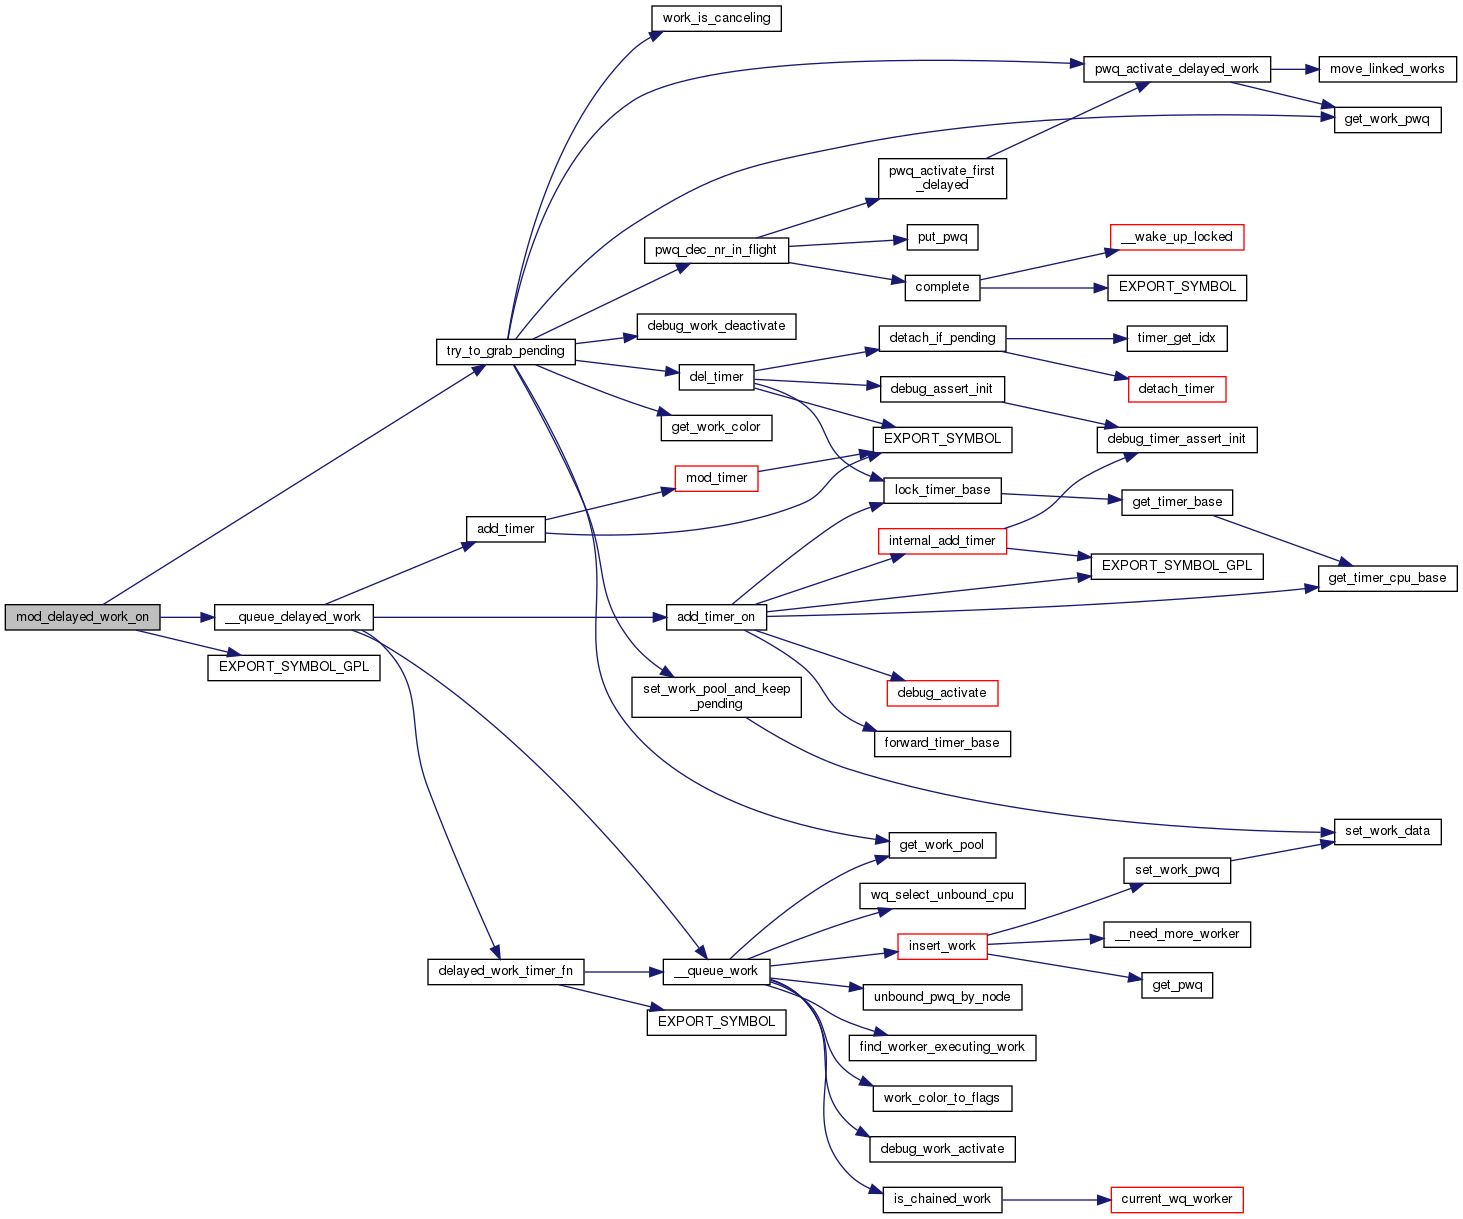 work_is_canceling
pwq_activate_delayed_work
move_linked_works
get_work_pwq
pwq_activate_first
_delayed
pwq_dec_nr_in_flight
put_pwq
__wake_up_locked
complete
EXPORT_SYMBOL
debug_work_deactivate
try_to_grab_pending
detach_if_pending
timer_get_idx
del_timer
debug_assert_init
detach_timer
get_work_color
EXPORT_SYMBOL
debug_timer_assert_init
mod_timer
lock_timer_base
get_timer_base
add_timer
internal_add_timer
EXPORT_SYMBOL_GPL
get_timer_cpu_base
mod_delayed_work_on
__queue_delayed_work
add_timer_on
EXPORT_SYMBOL_GPL
set_work_pool_and_keep
_pending
debug_activate
forward_timer_base
get_work_pool
set_work_data
set_work_pwq
wq_select_unbound_cpu
insert_work
__need_more_worker
delayed_work_timer_fn
__queue_work
get_pwq
unbound_pwq_by_node
EXPORT_SYMBOL
find_worker_executing_work
work_color_to_flags
debug_work_activate
is_chained_work
current_wq_worker